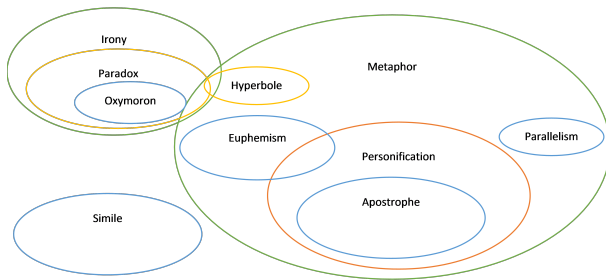 Irony
Paradox
Oxymoron
Hyperbole
Metaphor
Euphemism
Parallelism
Personification
Apostrophe
Simile